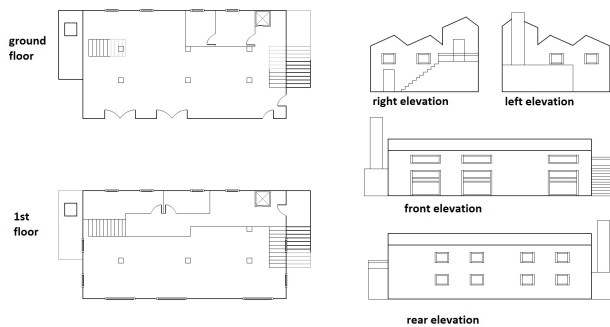 ground
floor
right elevation
left elevation
front elevation
1st
floor
rear elevation